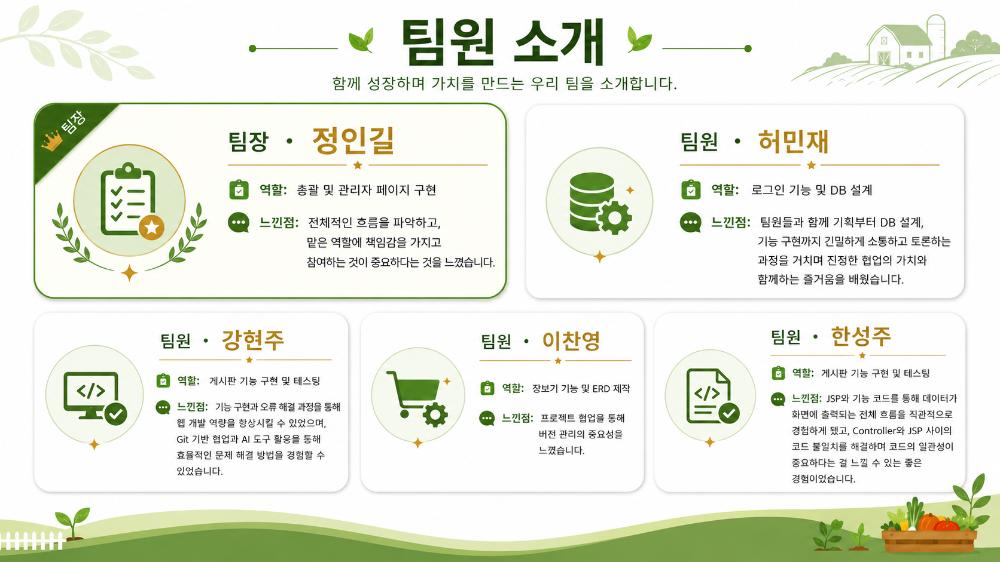 팀원 소개
함께 성장하며 가치를 만드는 우리 팀을 소개합니다.
팀장
팀장 • 정인길
역할: 총괄 및 관리자 페이지 구현
느낀점: 전체적인 흐름을 파악하고,
맡은 역할에 책임감을 가지고
참여하는 것이 중요하다는 것을 느꼈습니다.
팀원 • 허민재
역할: 로그인 기능 및 DB 설계
느낀점: 팀원들과 함께 기획부터 DB 설계,
기능 구현까지 긴밀하게 소통하고 토론하는
과정을 거치며 진정한 협업의 가치와
함께하는 즐거움을 배웠습니다.
팀원 • 강현주
역할: 게시판 기능 구현 및 테스팅
느낀점: 기능 구현과 오류 해결 과정을 통해
웹 개발 역량을 향상시킬 수 있었으며,
Git 기반 협업과 AI 도구 활용을 통해
효율적인 문제 해결 방법을 경험할 수
있었습니다.
팀원 • 이찬영
역할: 장보기 기능 및 ERD 제작
느낀점: 프로젝트 협업을 통해
버전 관리의 중요성을
느꼈습니다.
팀원 • 한성주
역할: 게시판 기능 구현 및 테스팅
느낀점: JSP와 기능 코드를 통해 데이터가
화면에 출력되는 전체 흐름을 직관적으로
경험하게 됐고, Controller와 JSP 사이의
코드 불일치를 해결하며 코드의 일관성이
중요하다는 걸 느낄 수 있는 좋은
경험이었습니다.